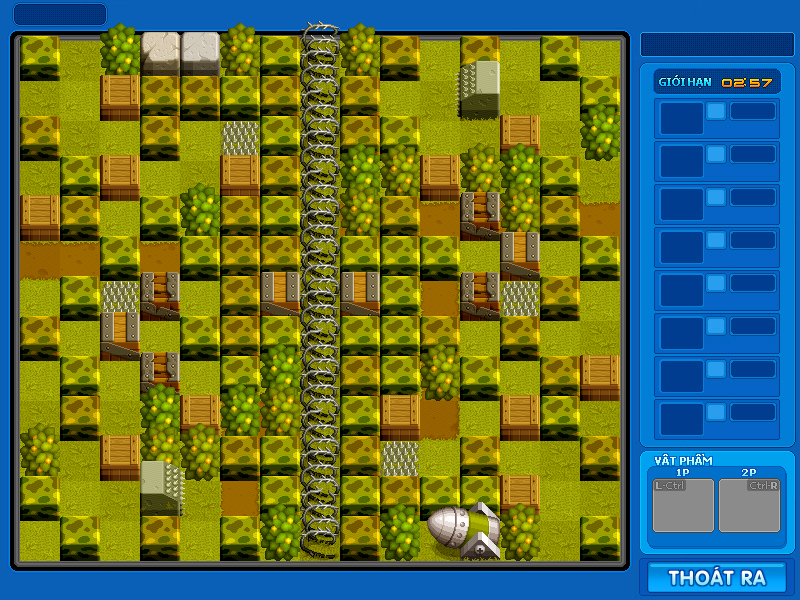 GIỚI HẠN 02:57
VẬT PHẨM
1P 2P
L-Ctrl Ctrl-R
THOÁT RA